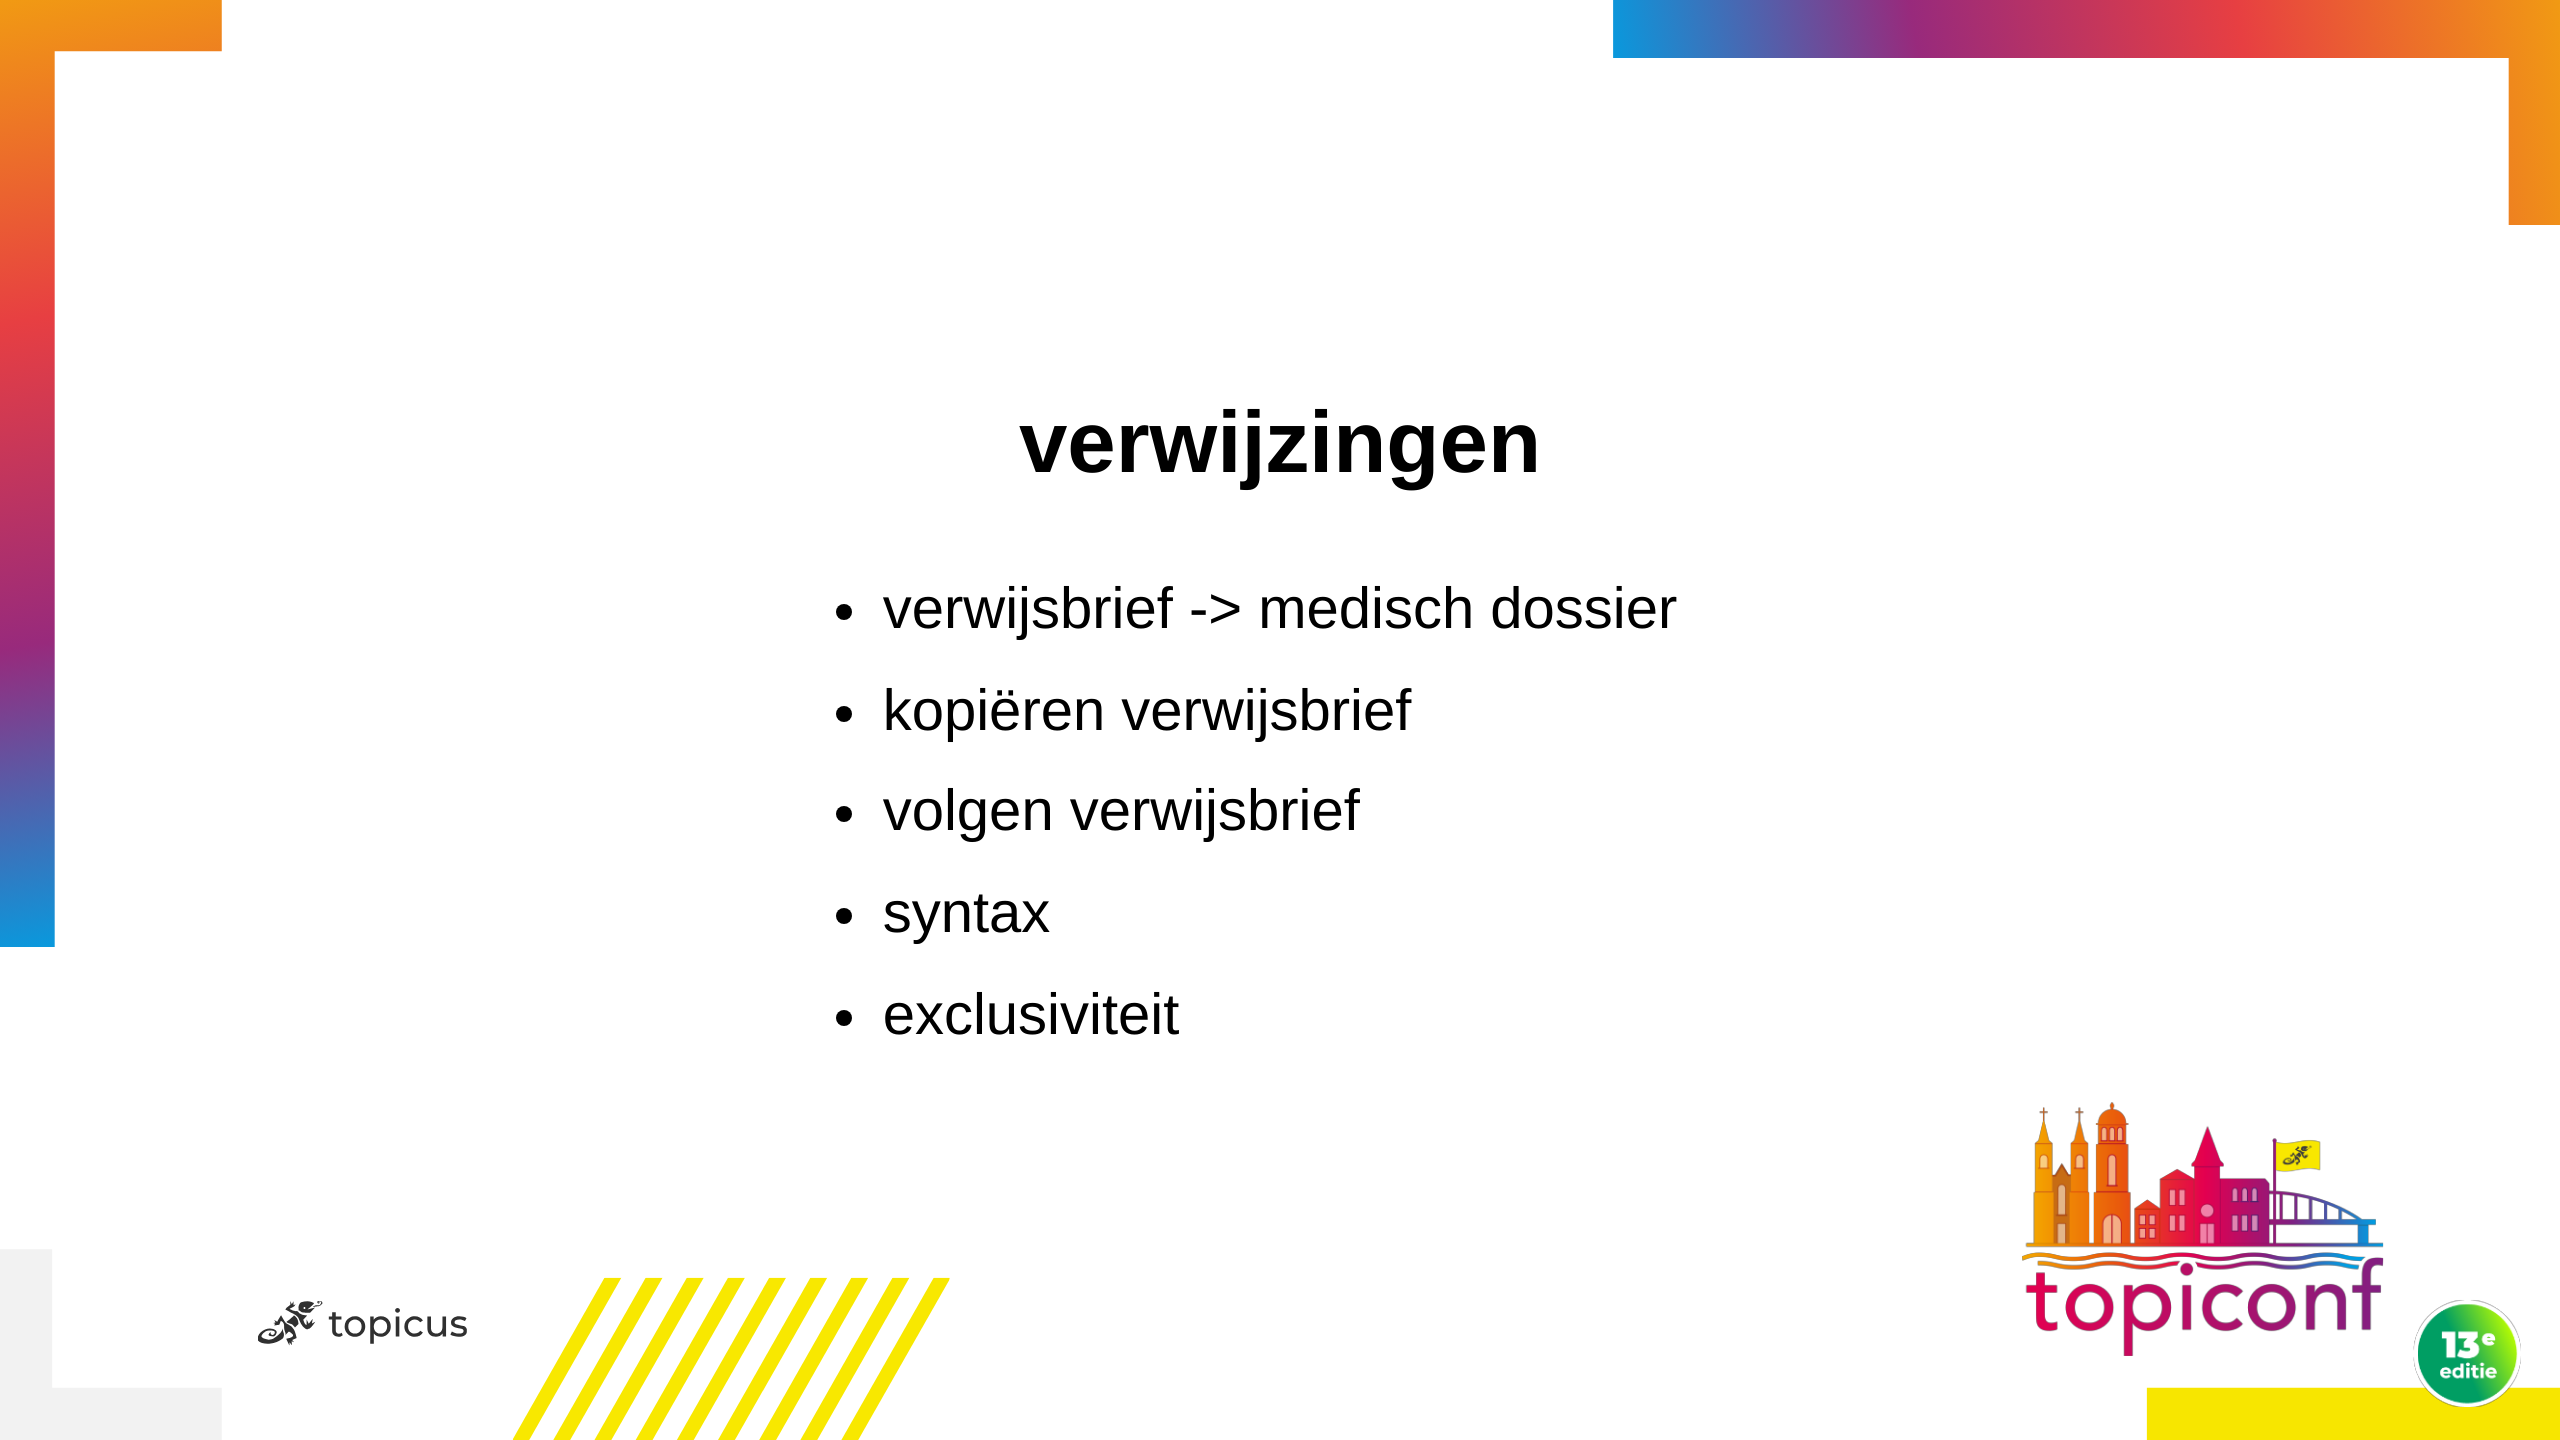 verwijzingen
• verwijsbrief -> medisch dossier
• kopiëren verwijsbrief
• volgen verwijsbrief
• syntax
• exclusiviteit
topicus
topiconf
13e
editie